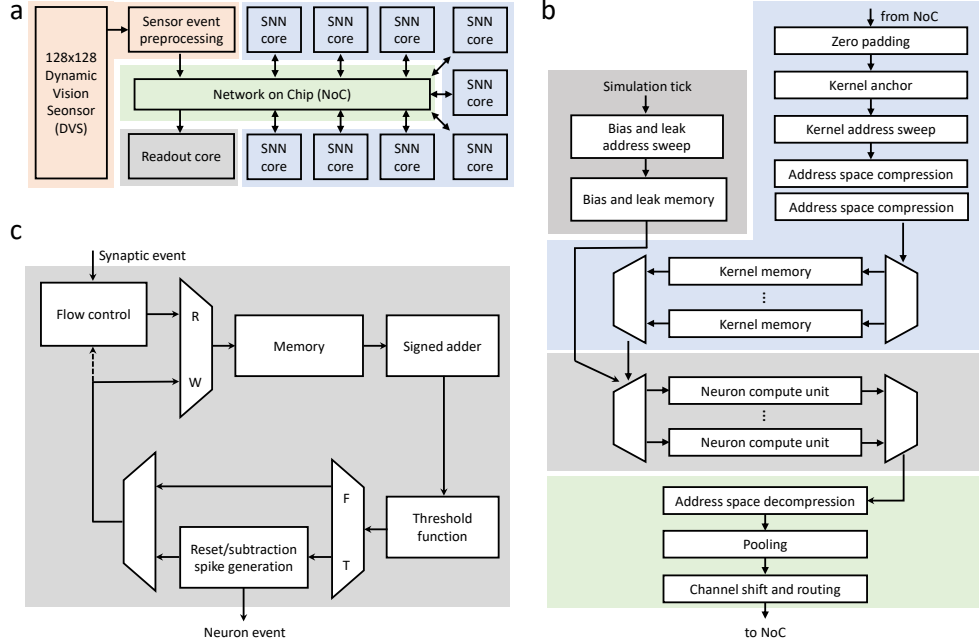 a
128x128
Dynamic
Vision
Seonsor
(DVS)
Sensor event
preprocessing
SNN
core
SNN
core
SNN
core
SNN
core
Network on Chip (NoC)
SNN
core
Readout core
SNN
core
SNN
core
SNN
core
SNN
core
b
from NoC
Zero padding
Kernel anchor
Kernel address sweep
Address space compression
Address space compression
Simulation tick
Bias and leak
address sweep
Bias and leak memory
Kernel memory
...
Kernel memory
Neuron compute unit
...
Neuron compute unit
Address space decompression
Pooling
Channel shift and routing
to NoC
c
Synaptic event
Flow control
R
W
Memory
Signed adder
F
T
Threshold
function
Reset/subtraction
spike generation
Neuron event